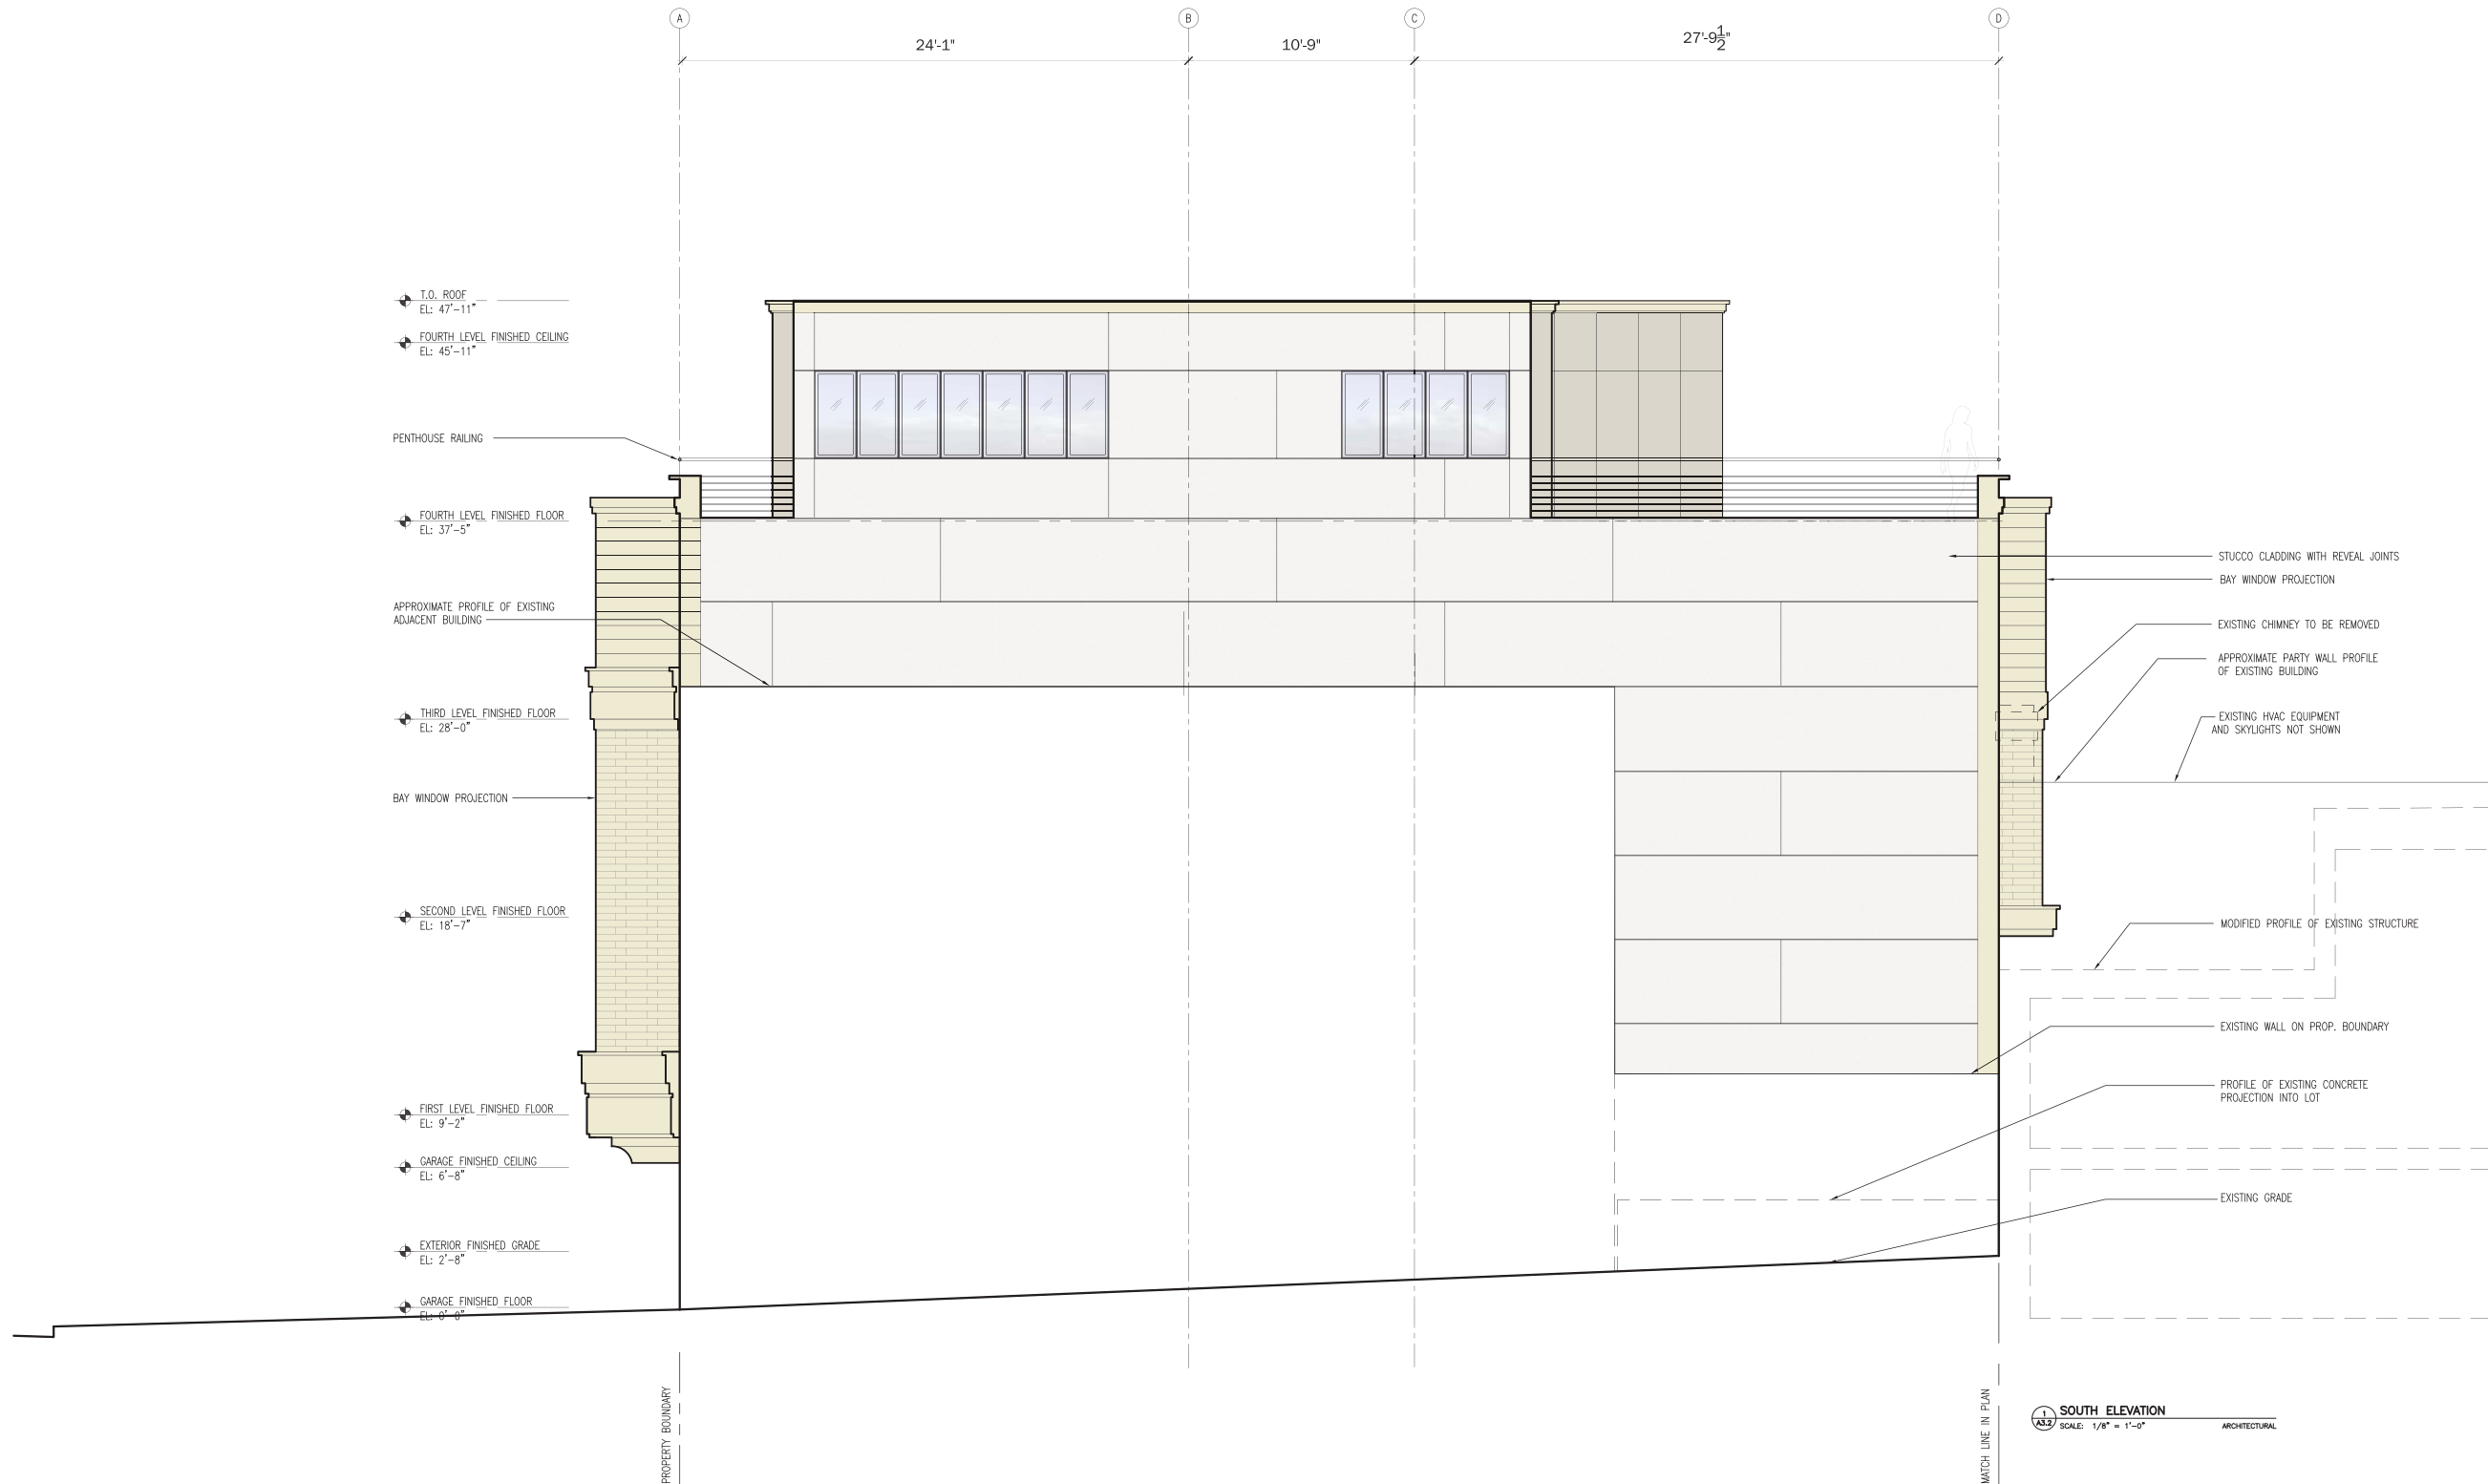 A
B
C
D
24'-1"
10'-9"
27'-9 1/2"
T.O. ROOF
EL: 47'-11"
FOURTH LEVEL FINISHED CEILING
EL: 45'-11"
PENTHOUSE RAILING
FOURTH LEVEL FINISHED FLOOR
EL: 37'-5"
APPROXIMATE PROFILE OF EXISTING
ADJACENT BUILDING
THIRD LEVEL FINISHED FLOOR
EL: 28'-0"
BAY WINDOW PROJECTION
SECOND LEVEL FINISHED FLOOR
EL: 18'-7"
FIRST LEVEL FINISHED FLOOR
EL: 9'-2"
GARAGE FINISHED CEILING
EL: 6'-8"
EXTERIOR FINISHED GRADE
EL: 2'-8"
GARAGE FINISHED FLOOR
EL: 0'-0"
STUCCO CLADDING WITH REVEAL JOINTS
BAY WINDOW PROJECTION
EXISTING CHIMNEY TO BE REMOVED
APPROXIMATE PARTY WALL PROFILE
OF EXISTING BUILDING
EXISTING HVAC EQUIPMENT
AND SKYLIGHTS NOT SHOWN
MODIFIED PROFILE OF EXISTING STRUCTURE
EXISTING WALL ON PROP. BOUNDARY
PROFILE OF EXISTING CONCRETE
PROJECTION INTO LOT
EXISTING GRADE
PROPERTY BOUNDARY
MATCH LINE IN PLAN
1
A3.2
SOUTH ELEVATION
SCALE: 1/8" = 1'-0"
ARCHITECTURAL